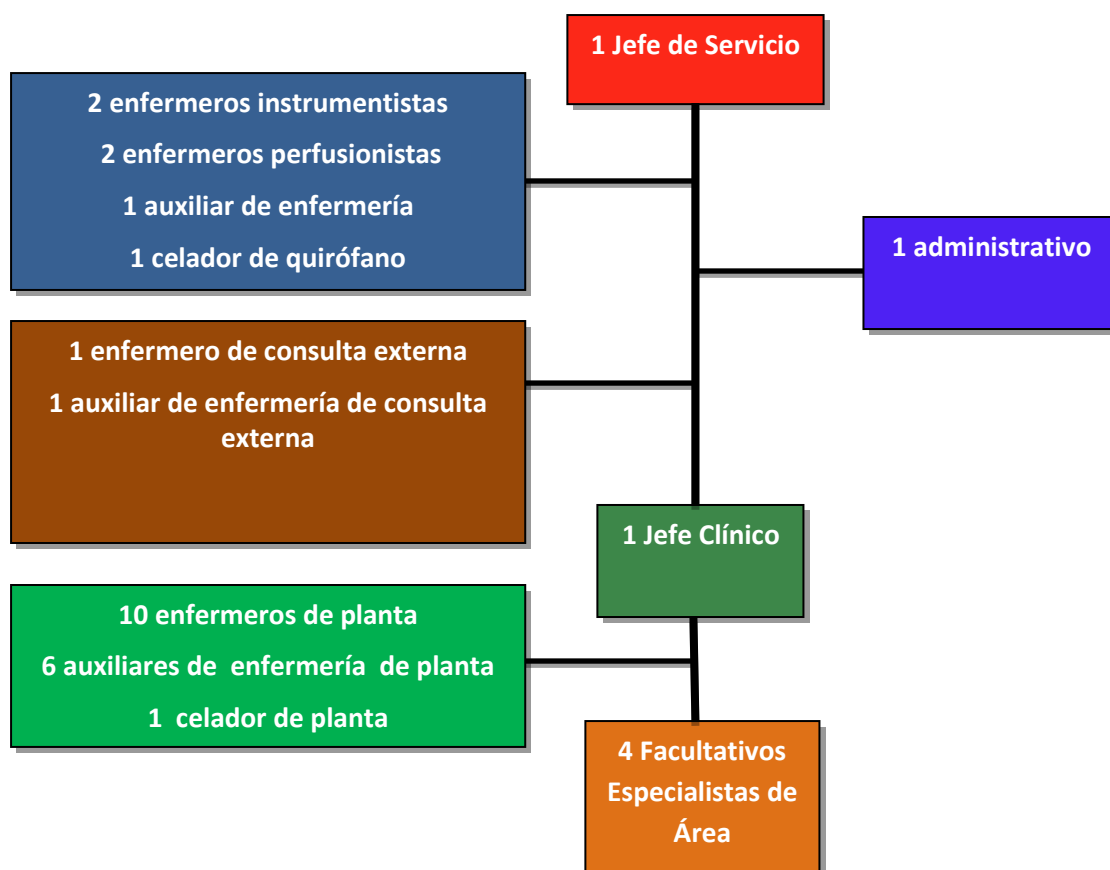 1 Jefe de Servicio
2 enfermeros instrumentistas
2 enfermeros perfusionistas
1 auxiliar de enfermería
1 celador de quirófano
1 administrativo
1 enfermero de consulta externa
1 auxiliar de enfermería de consulta
externa
1 Jefe Clínico
10 enfermeros de planta
6 auxiliares de enfermería de planta
1 celador de planta
4 Facultativos
Especialistas de
Área